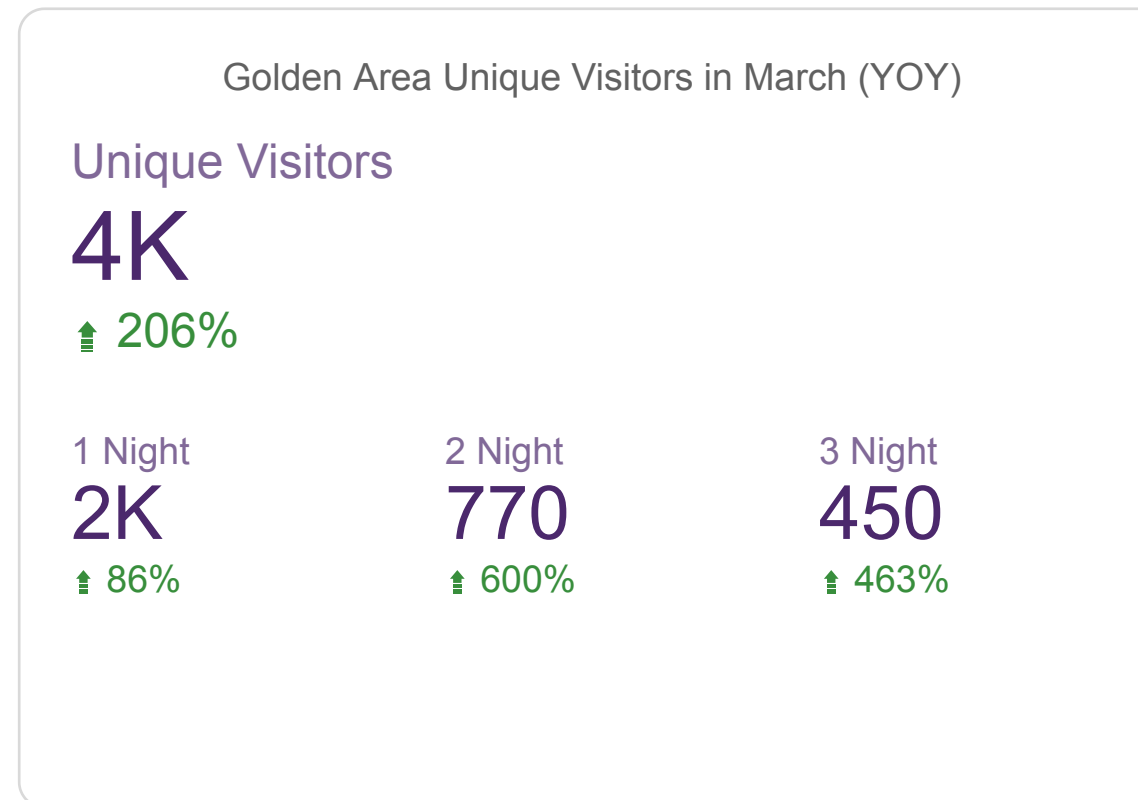 Golden Area Unique Visitors in March (YOY)
Unique Visitors
4K
206%
1 Night 2 Night 3 Night
2K 770 450
86% 600% 463%